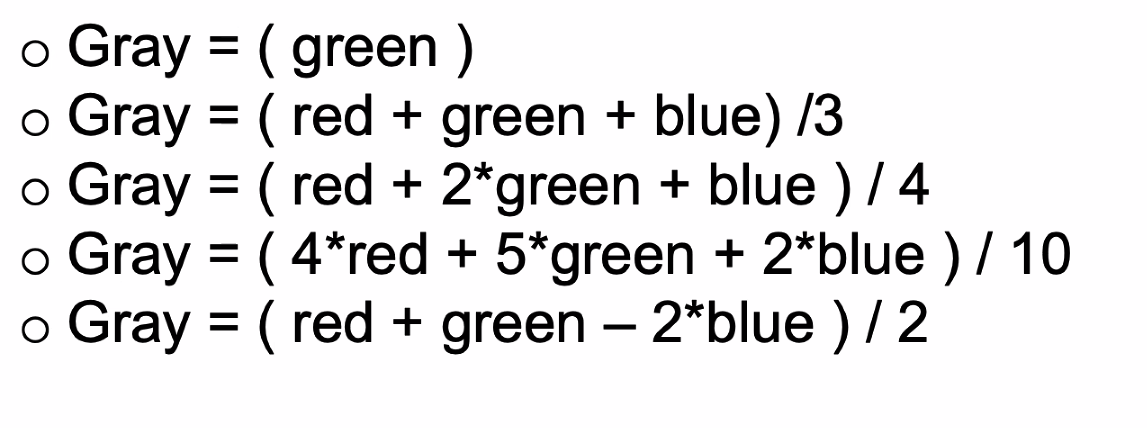 ○ Gray = ( green )
○ Gray = ( red + green + blue) /3
○ Gray = ( red + 2*green + blue ) / 4
○ Gray = ( 4*red + 5*green + 2*blue ) / 10
○ Gray = ( red + green – 2*blue ) / 2